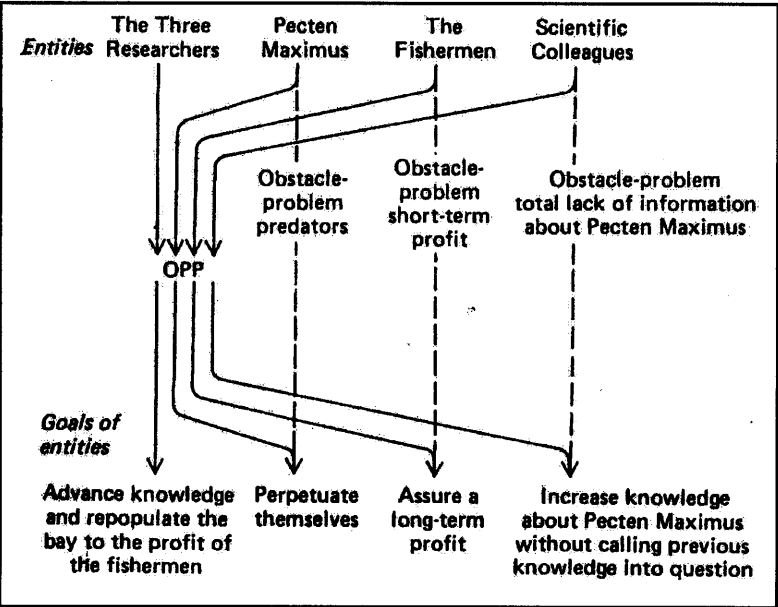 Entities
The Three
Researchers
Pecten
Maximus
The
Fishermen
Scientific
Colleagues
Obstacle-
problem
predators
Obstacle-
problem
short-term
profit
Obstacle-problem
total lack of information
about Pecten Maximus
OPP
Goals of
entities
Advance knowledge
and repopulate the
bay to the profit of
the fishermen
Perpetuate
themselves
Assure a
long-term
profit
Increase knowledge
about Pecten Maximus
without calling previous
knowledge into question